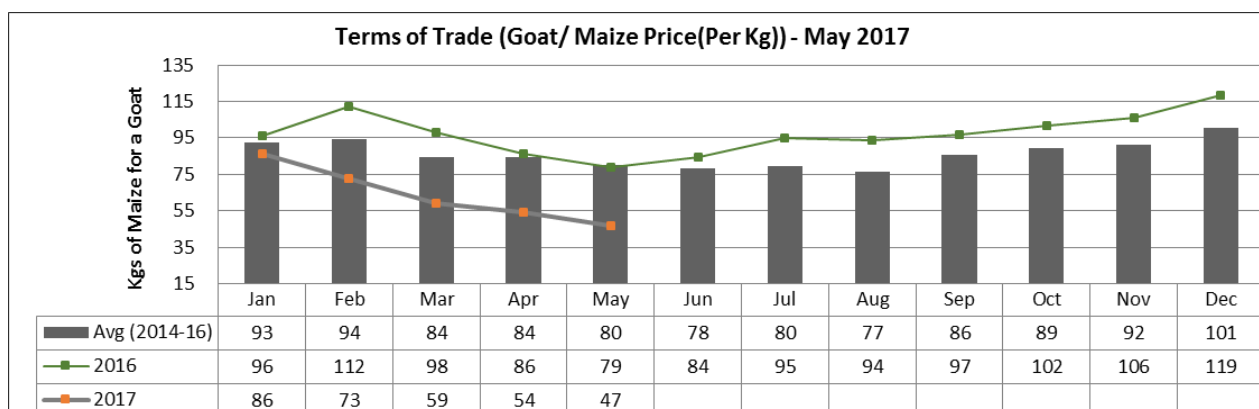 Terms of Trade (Goat/ Maize Price(Per Kg)) - May 2017
Kgs of Maize for a Goat
135
115
95
75
55
35
15
Jan Feb Mar Apr May Jun Jul Aug Sep Oct Nov Dec
Avg (2014-16) 93 94 84 84 80 78 80 77 86 89 92 101
2016 96 112 98 86 79 84 95 94 97 102 106 119
2017 86 73 59 54 47